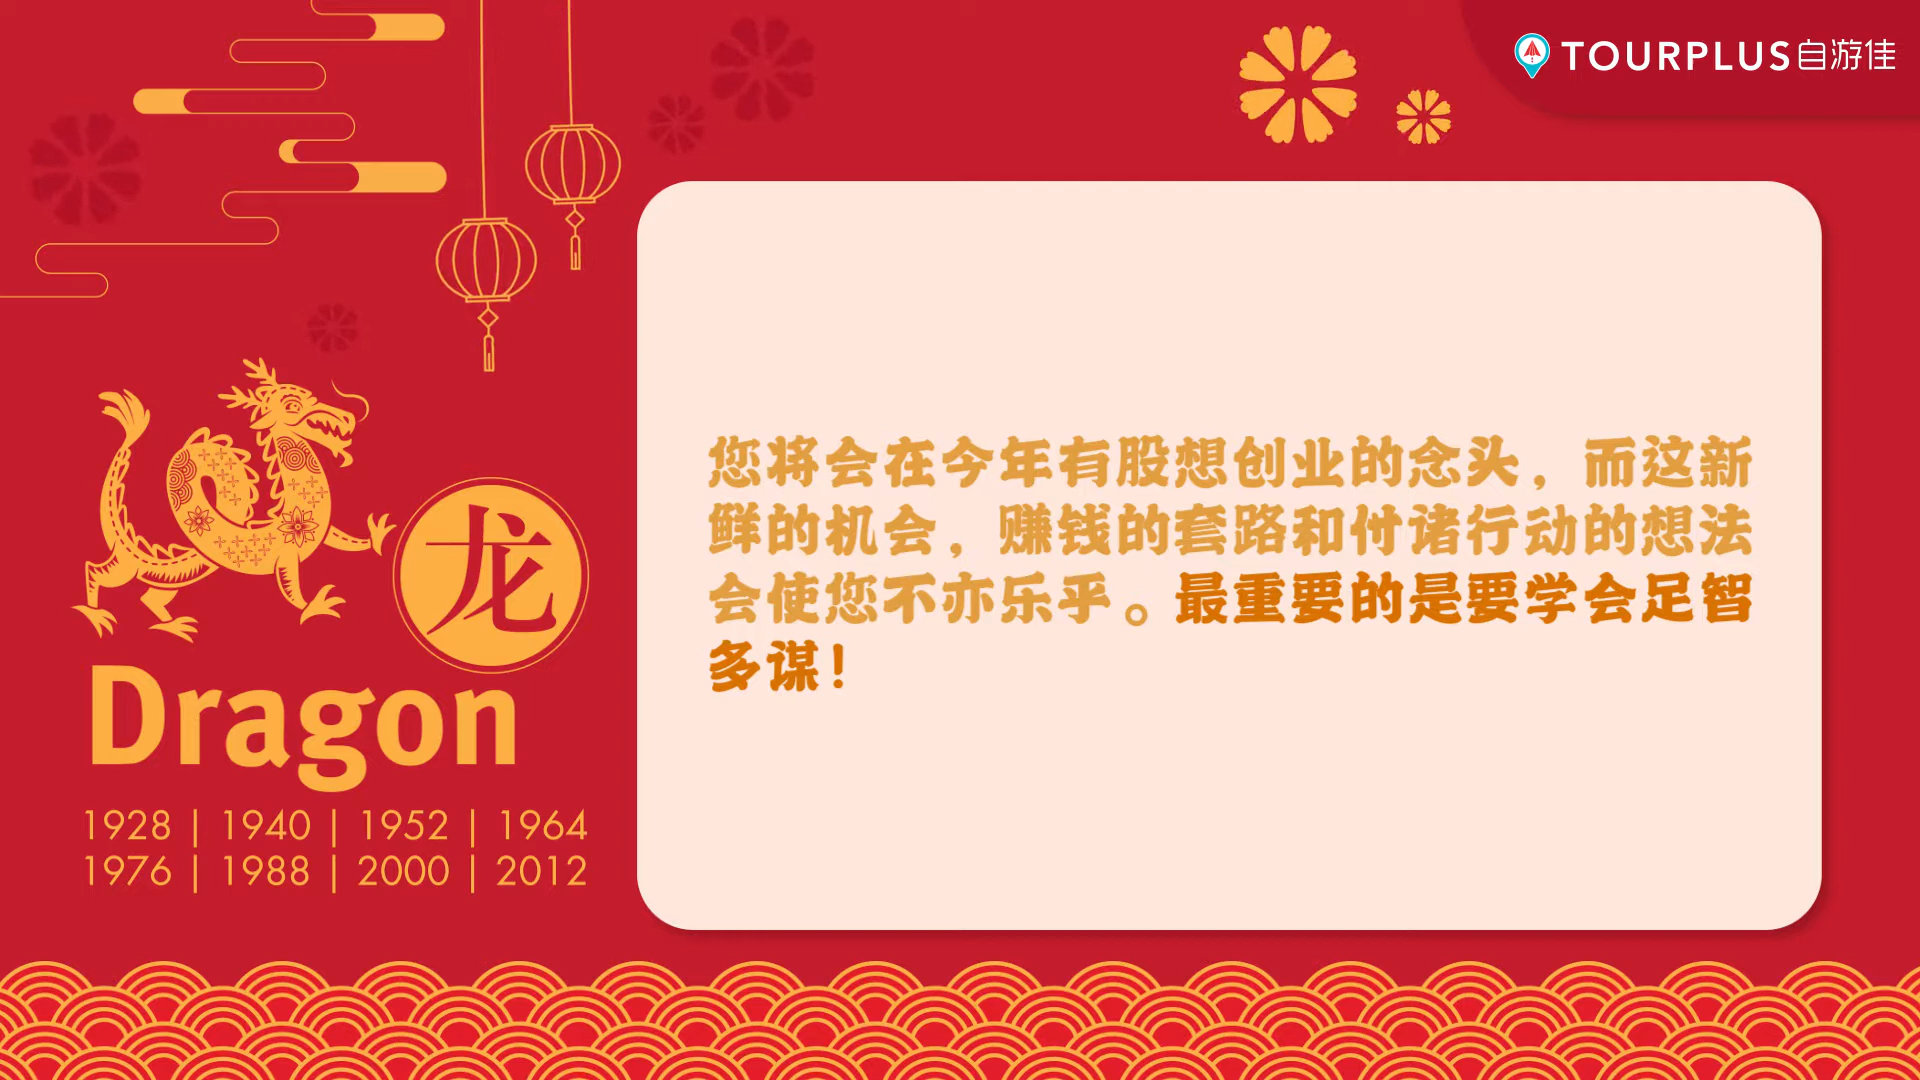 TOURPLUS自游佳
龙
Dragon
1928 | 1940 | 1952 | 1964
1976 | 1988 | 2000 | 2012
您将会在今年有股想创业的念头，而这新
鲜的机会，赚钱的套路和付诸行动的想法
会使您不亦乐乎。最重要的是要学会足智
多谋！